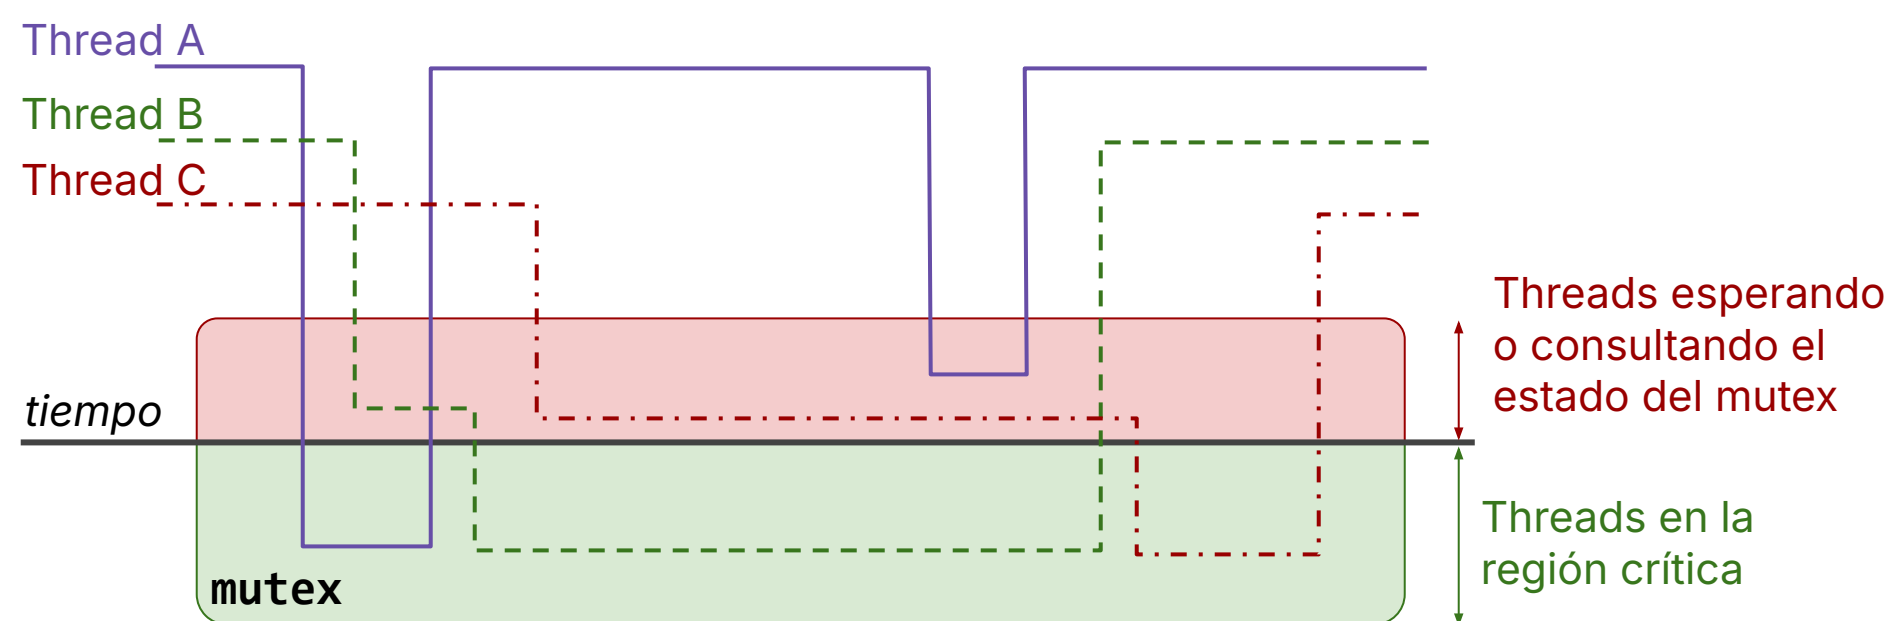 Thread A
Thread B
Thread C
Threads esperando
o consultando el
estado del mutex
tiempo
Threads en la
región crítica
mutex